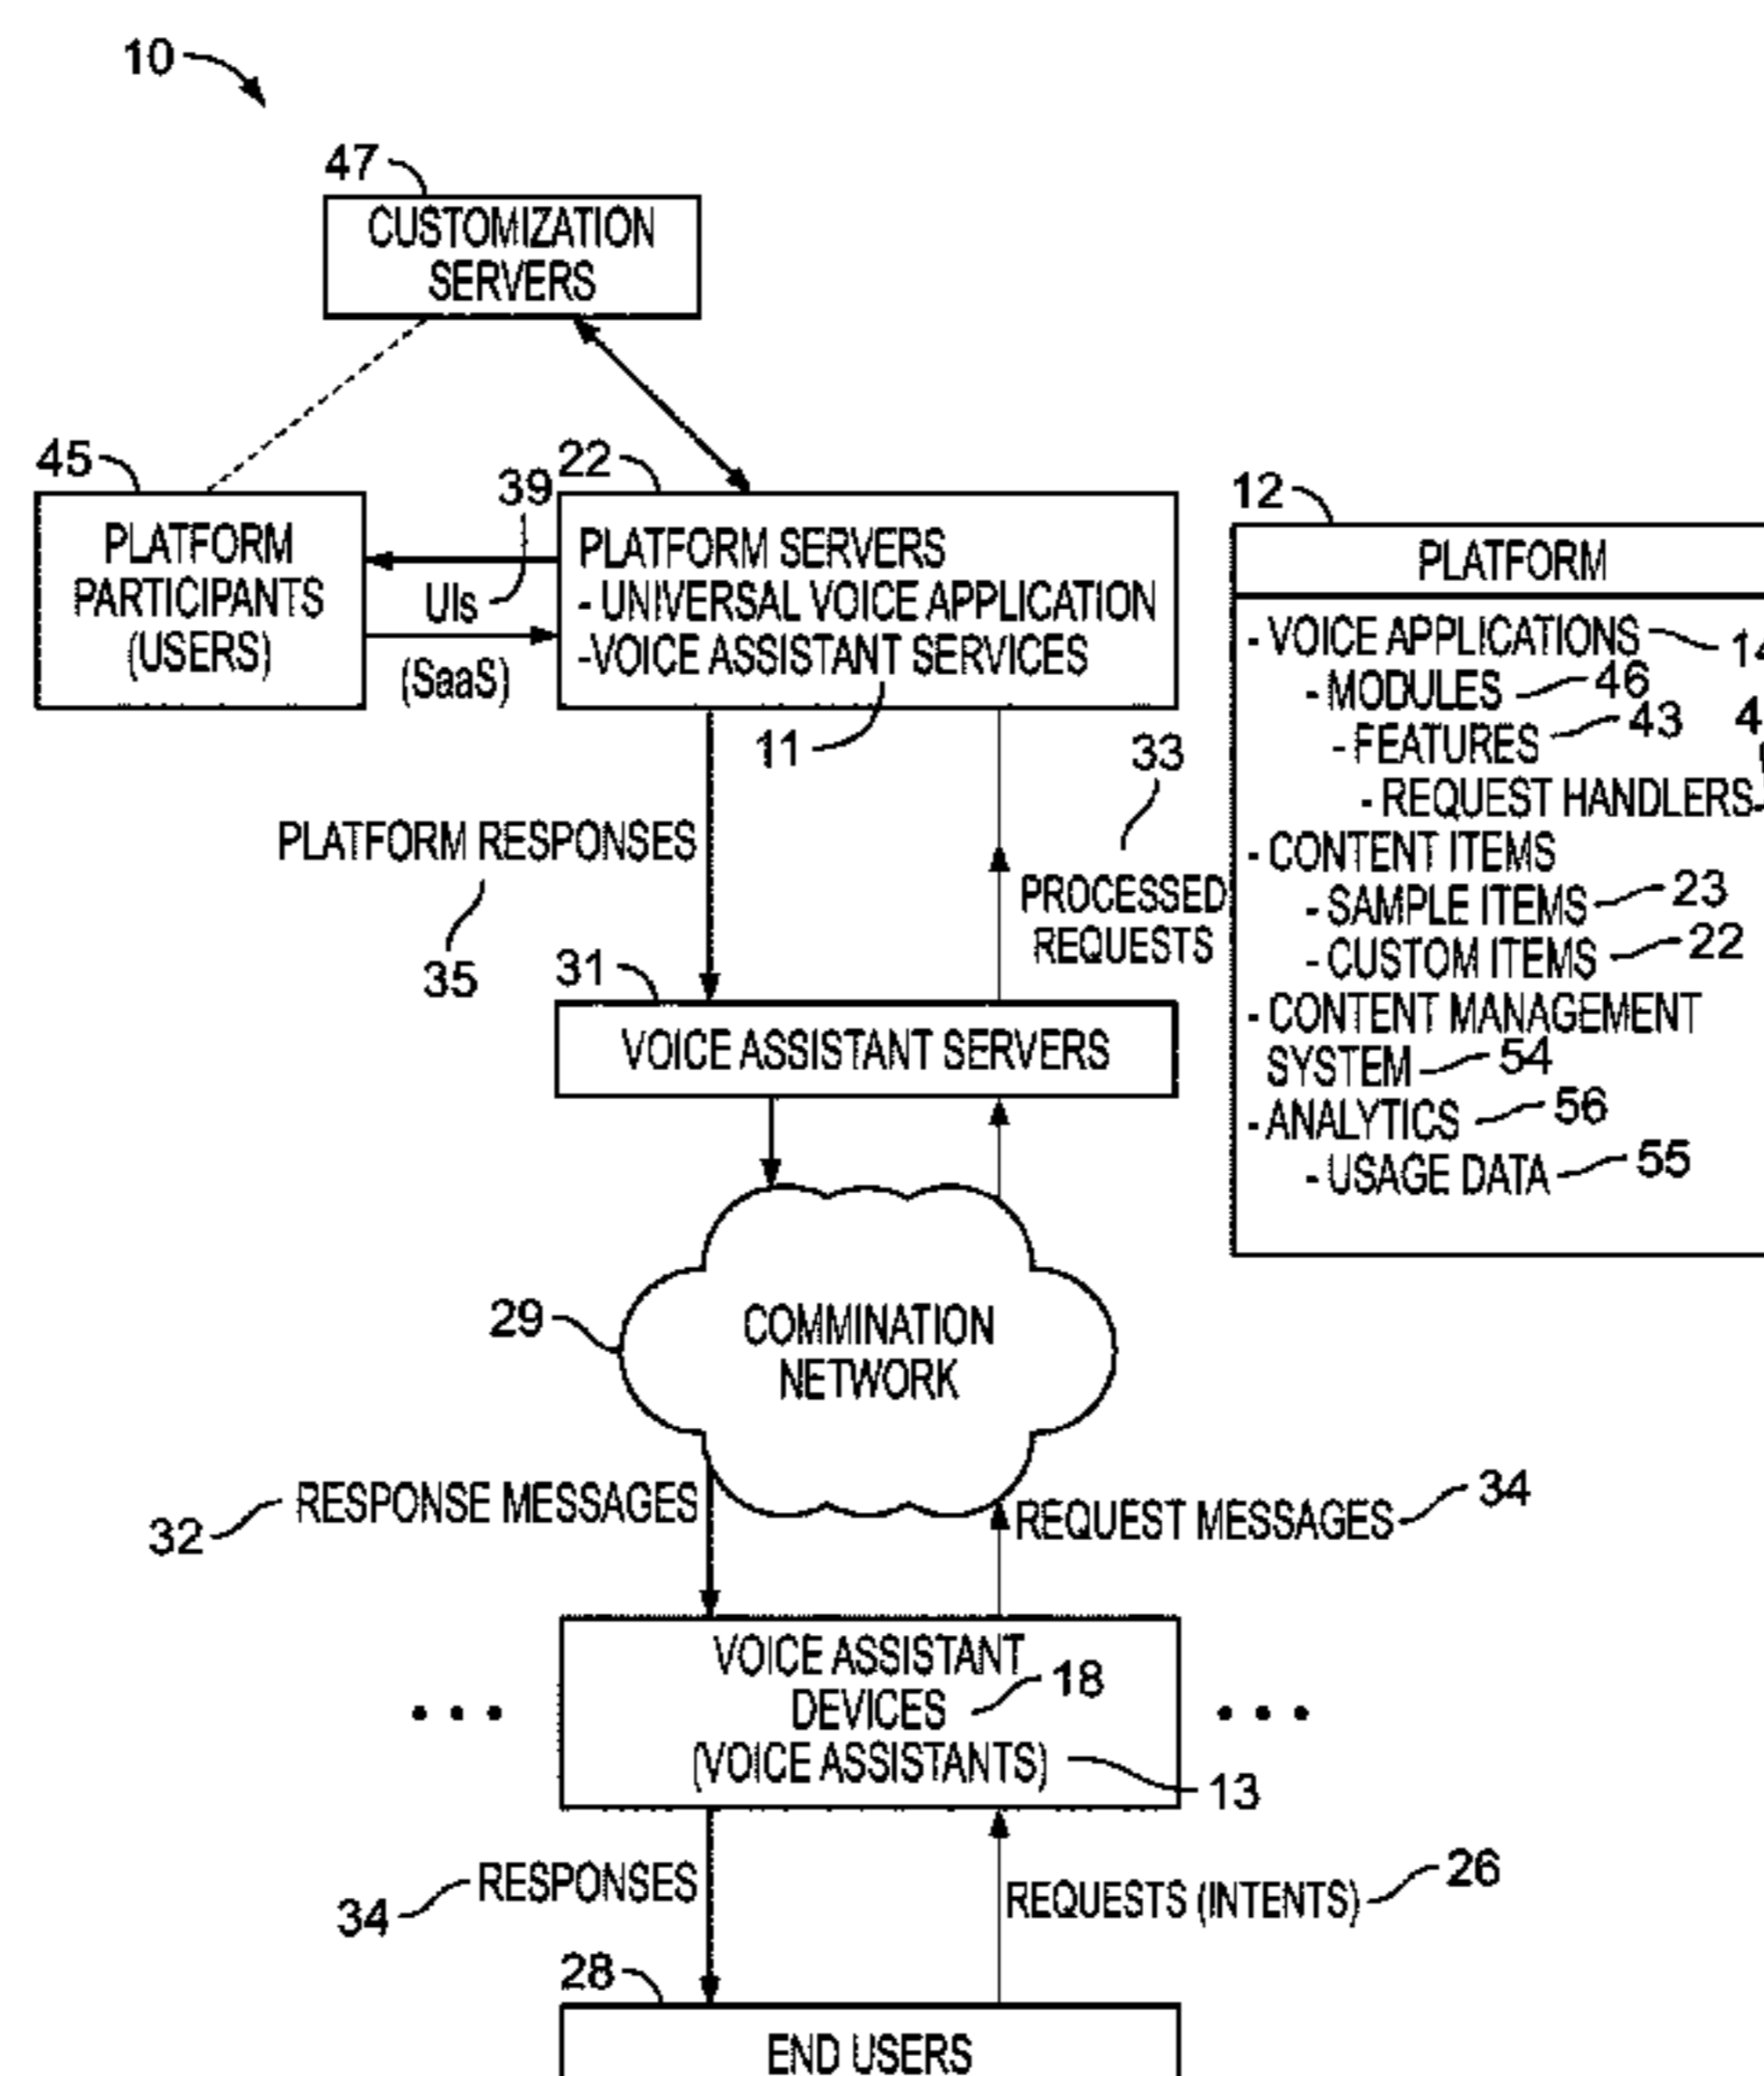 10
47
CUSTOMIZATION
SERVERS
45
39
22
PLATFORM
PARTICIPANTS
(USERS)
UIs
(SaaS)
PLATFORM SERVERS
- UNIVERSAL VOICE APPLICATION
-VOICE ASSISTANT SERVICES
11
12
PLATFORM
- VOICE APPLICATIONS
- MODULES 46
- FEATURES 43
- REQUEST HANDLERS
- CONTENT ITEMS
- SAMPLE ITEMS 23
- CUSTOM ITEMS 22
- CONTENT MANAGEMENT
SYSTEM 54
- ANALYTICS 56
- USAGE DATA 55
PLATFORM RESPONSES
35
33
PROCESSED
REQUESTS
31
VOICE ASSISTANT SERVERS
29
COMMINATION
NETWORK
32 RESPONSE MESSAGES
REQUEST MESSAGES 34
VOICE ASSISTANT
DEVICES 18
(VOICE ASSISTANTS)
13
34 RESPONSES
REQUESTS (INTENTS) 26
28
END USERS